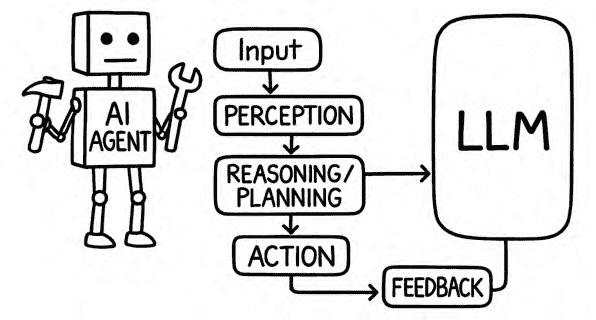 AI
AGENT
Input
PERCEPTION
REASONING/
PLANNING
ACTION
FEEDBACK
LLM